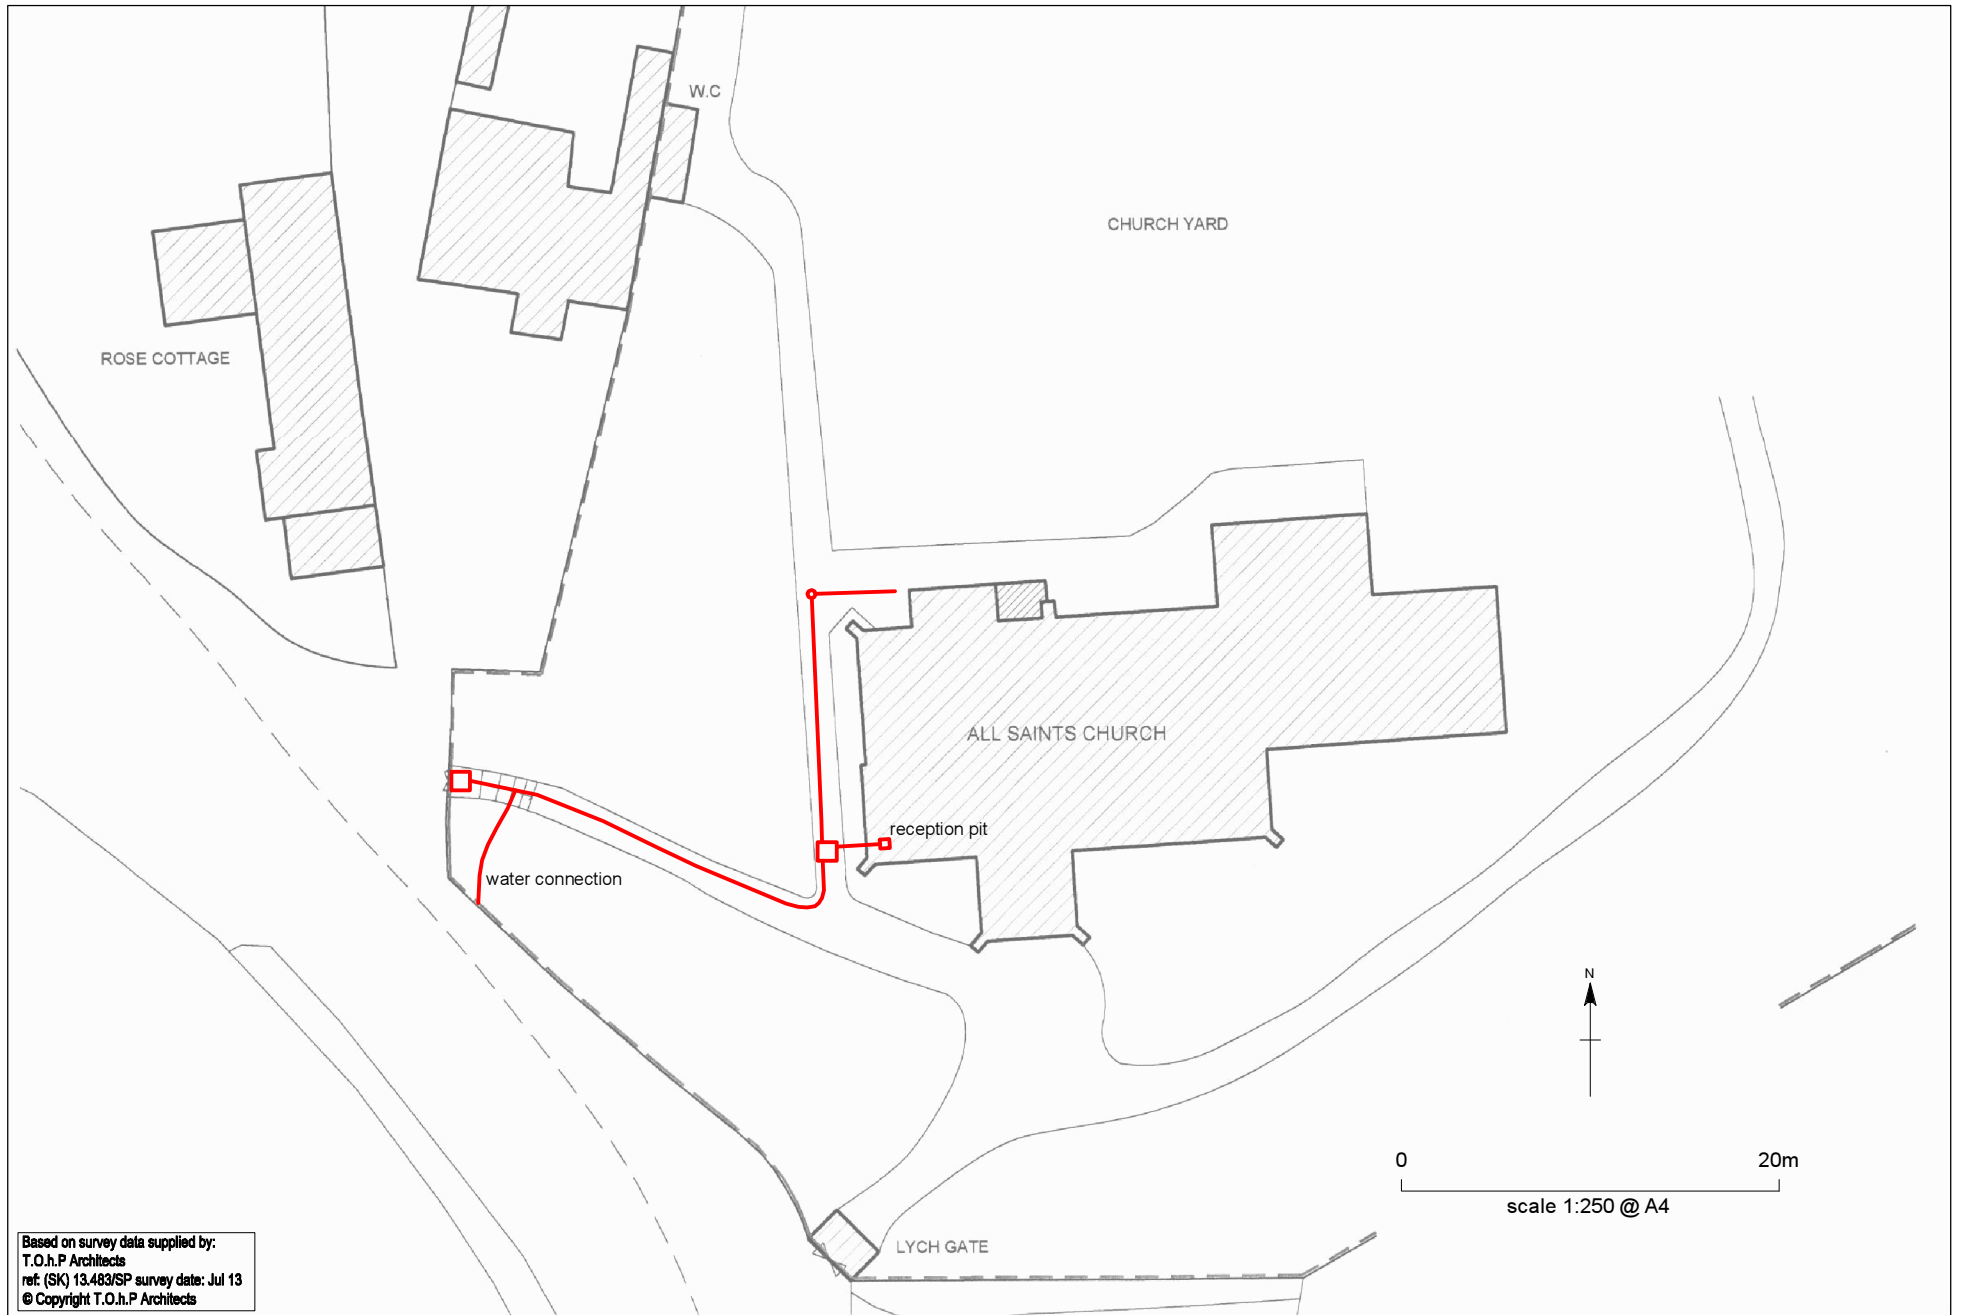 W.C
CHURCH YARD
ROSE COTTAGE
ALL SAINTS CHURCH
reception pit
water connection
N
0 20m
scale 1:250 @ A4
LYCH GATE
Based on survey data supplied by:
T.O.h.P Architects
ref: (SK) 13.483/SP survey date: Jul 13
© Copyright T.O.h.P Architects